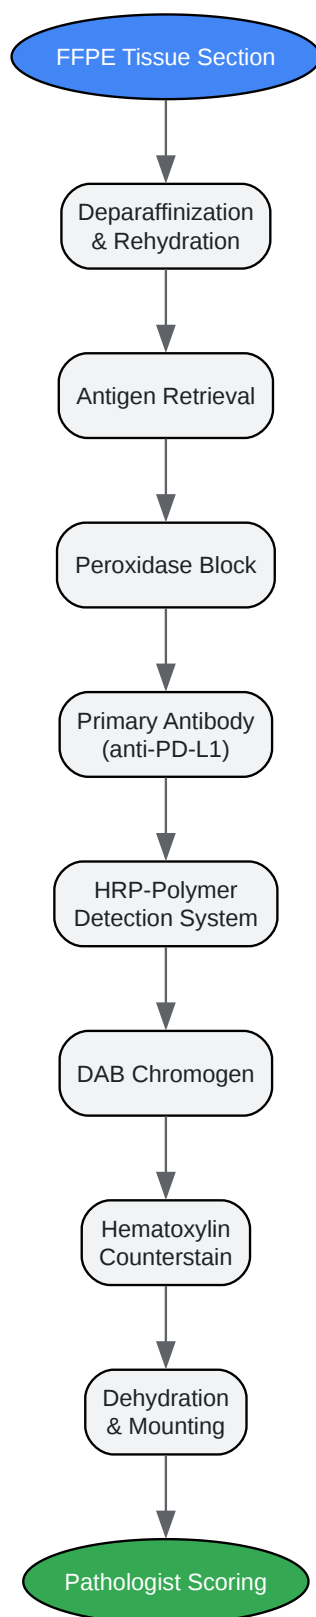 FFPE Tissue Section
Deparaffinization
& Rehydration
Antigen Retrieval
Peroxidase Block
Primary Antibody
(anti-PD-L1)
HRP-Polymer
Detection System
DAB Chromogen
Hematoxylin
Counterstain
Dehydration
& Mounting
Pathologist Scoring